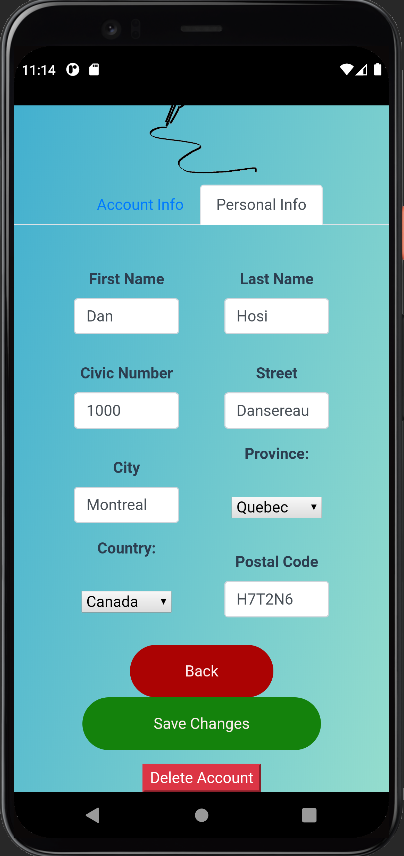 11:14
Account Info Personal Info
First Name Last Name
Dan Hosi
Civic Number Street
1000 Dansereau
Province:
City
Quebec
Montreal
Country:
Postal Code
Canada H7T2N6
Back
Save Changes
Delete Account